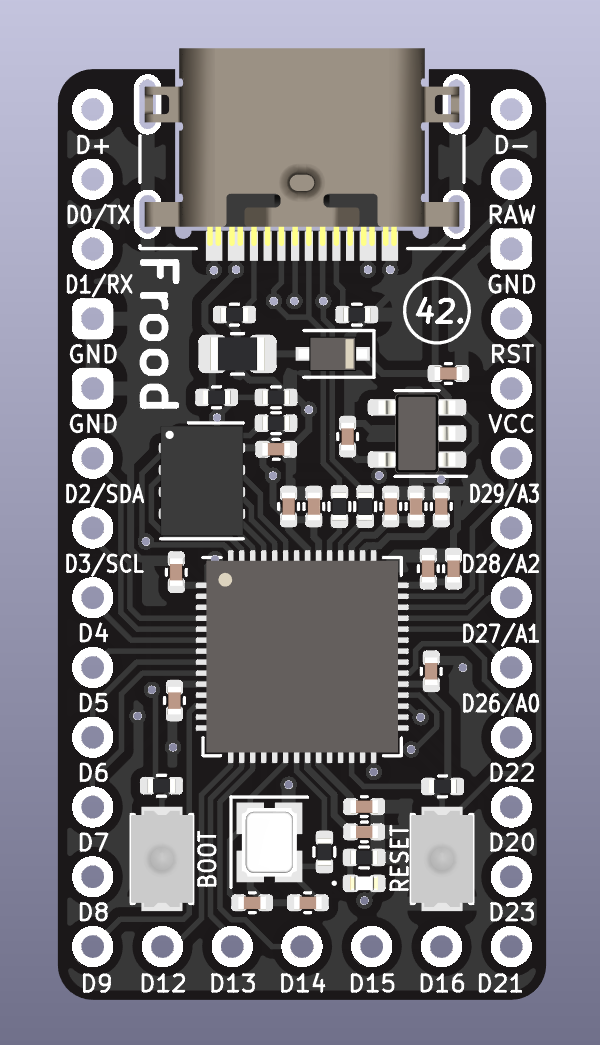 D+
D-
D0/TX
RAW
D1/RX
GND
Frood
42.
GND
RST
GND
VCC
D2/SDA
D29/A3
D3/SCL
D28/A2
D4
D27/A1
D5
D26/A0
D6
D22
D7
BOOT
RESET
D20
D8
D23
D9
D12
D13
D14
D15
D16
D21